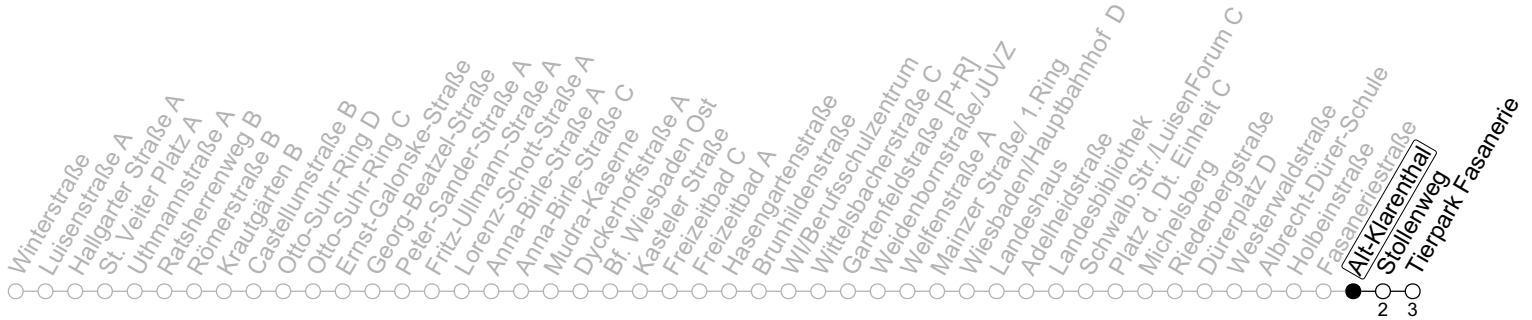 Winterstraße
Luisenstraße A
Hallgarter Straße A
St. Veiter Platz A
Uthmannstraße A
Ratsherrenweg B
Römerstraße B
Krautgärten B
Castellumstraße B
Otto-Suhr-Ring D
Otto-Suhr-Ring C
Ernst-Galonske-Straße
Georg-Beatzel-Straße
Peter-Sander-Straße A
Fritz-Ullmann-Straße A
Lorenz-Schott-Straße A
Anna-Birle-Straße A
Anna-Birle-Straße C
Mudra-Kaserne
Dyckerhoffstraße A
Bf. Wiesbaden Ost
Kasteler Straße
Freizeitbad C
Freizeitbad A
Hasengartenstraße
Brunhildenstraße
WI/Berufsschulzentrum
Wittelsbacherstraße C
Gartenfeldstraße [P+R]
Weidenbornstraße/JUVZ
Welfenstraße A
Mainzer Straße/ 1.Ring
Wiesbaden/Hauptbahnhof D
Landeshaus
Adelheidstraße
Landesbibliothek
Schwalb.Str./LuisenForum C
Platz d. Dt. Einheit C
Michelsberg
Riederbergstraße
Dürerplatz D
Westerwaldstraße
Albrecht-Dürer-Schule
Holbeinstraße
Fasaneriestraße
Alt-Klarenthal
Stollenweg
Tierpark Fasanerie
2 3